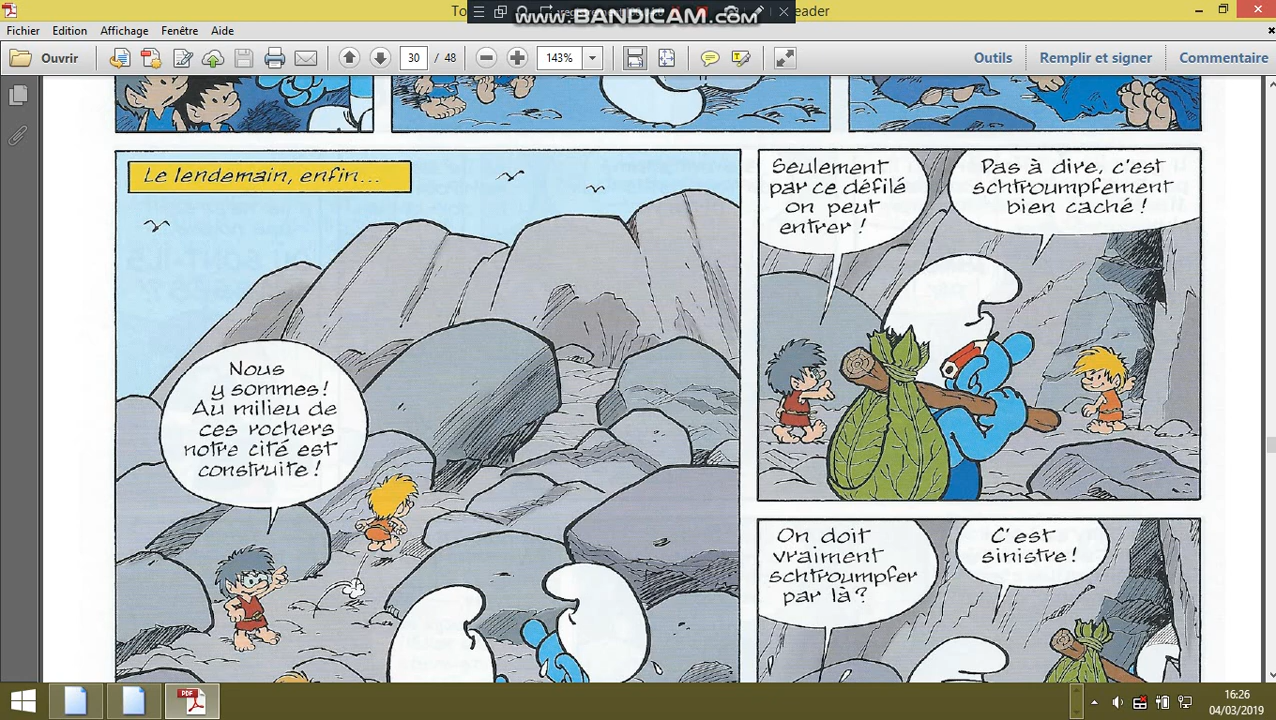 To
www.BANDICAM.com
eader
Fichier Edition Affichage Fenêtre Aide
Ouvrir
30 / 48
143%
Outils
Remplir et signer
Commentaire
Le lendemain, enfin...
Nous
y sommes!
Au milieu de
ces rochers
notre cité est
construite!
Seulement
par ce défilé
on peut
entrer!
Pas à dire, c'est
schtroumpfement
bien caché!
On doit
vraiment
schtroumpfer
par là?
C'est
sinistre!
PDF
16:26
04/03/2019